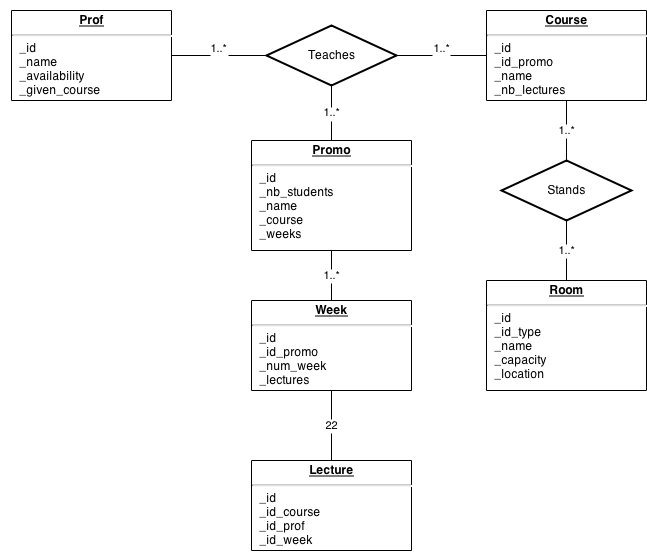 Prof
_id
_name
_availability
_given_course
1..*
Teaches
1..*
Course
_id
_id_promo
_name
_nb_lectures
1..*
1..*
Promo
_id
_nb_students
_name
_course
_weeks
Stands
1..*
1..*
Week
_id
_id_promo
_num_week
_lectures
Room
_id
_id_type
_name
_capacity
_location
22
Lecture
_id
_id_course
_id_prof
_id_week